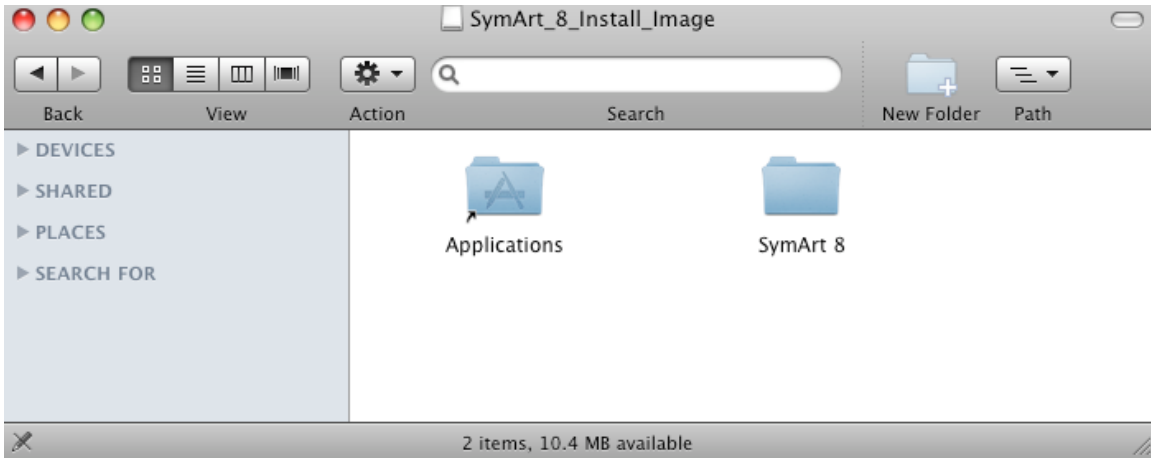 SymArt_8_Install_Image
Back View Action Search New Folder Path
DEVICES
SHARED
PLACES
SEARCH FOR
Applications SymArt 8
2 items, 10.4 MB available